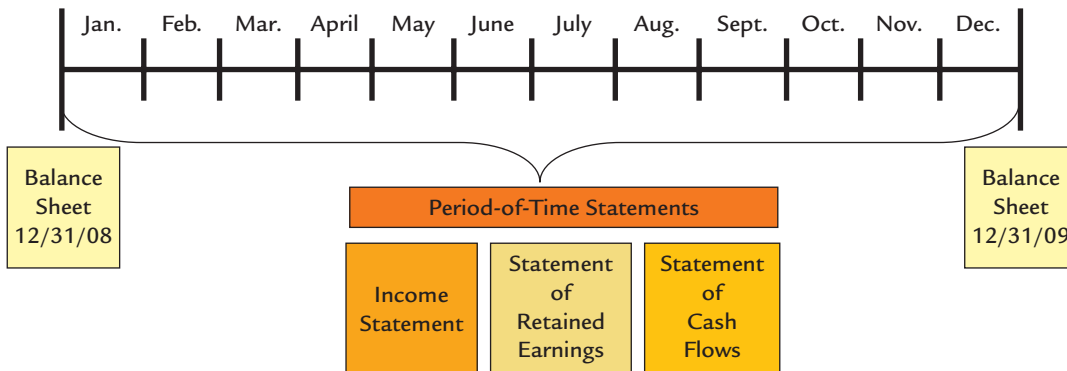 Jan. Feb. Mar. April May June July Aug. Sept. Oct. Nov. Dec.
Balance
Sheet
12/31/08
Balance
Sheet
12/31/09
Period-of-Time Statements
Income
Statement
Statement
of
Retained
Earnings
Statement
of
Cash
Flows